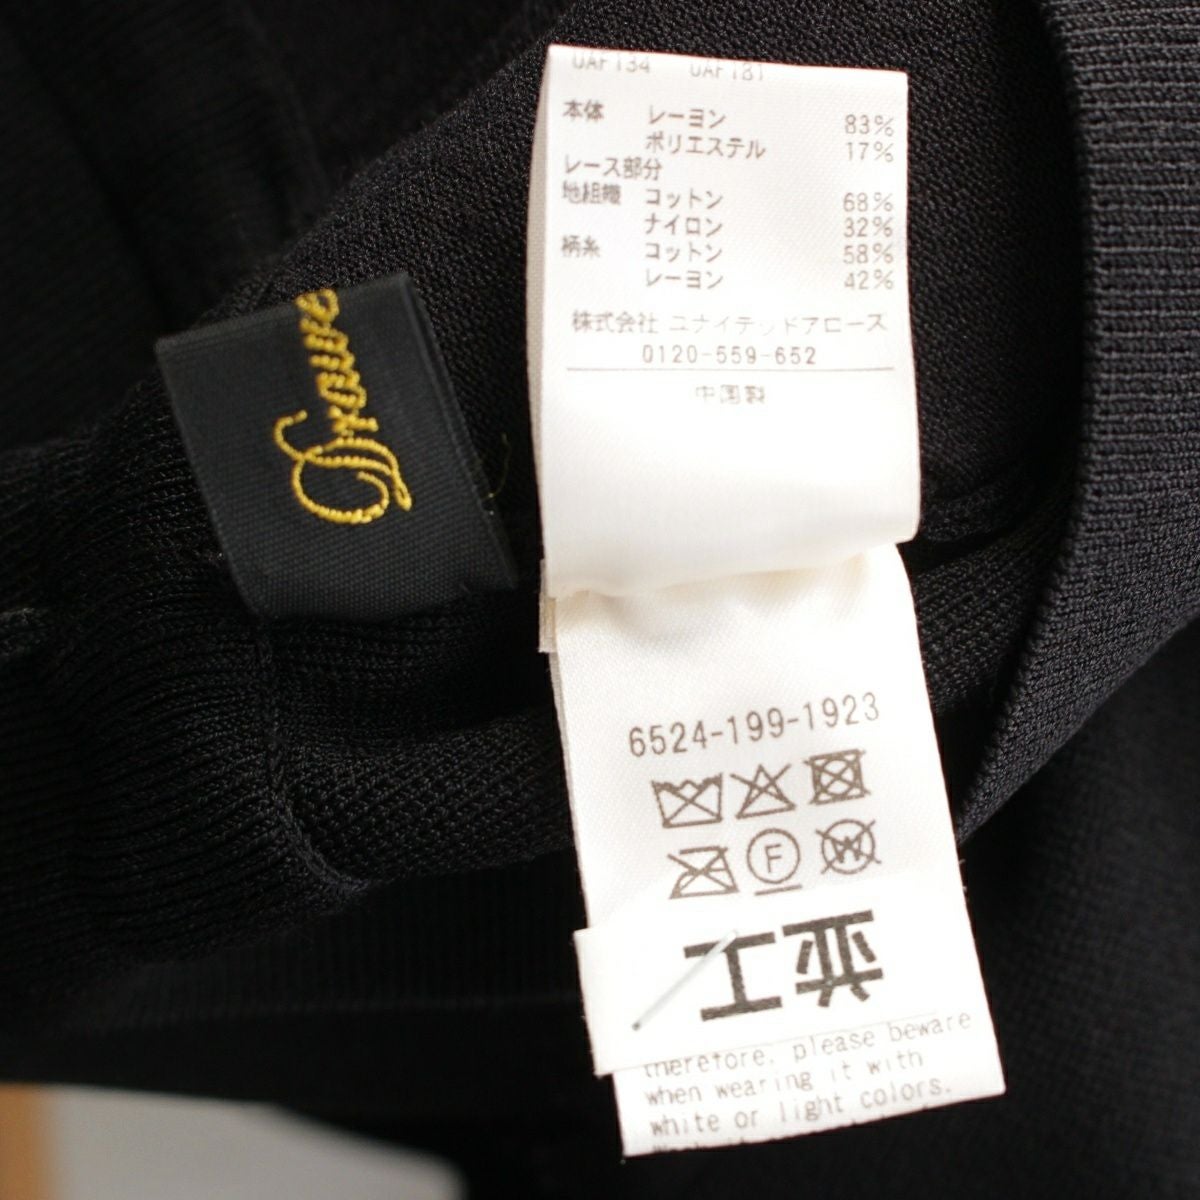 UAF134 UAF181
本体 レーヨン 83%
ポリエステル 17%
レース部分
地組織 コットン 68%
ナイロン 32%
柄糸 コットン 58%
レーヨン 42%
株式会社 ユナイテッドアローズ
0120-559-652
中国製
6524-199-1923
F
W
並工
therefore, please beware
when wearing it with
white or light colors.